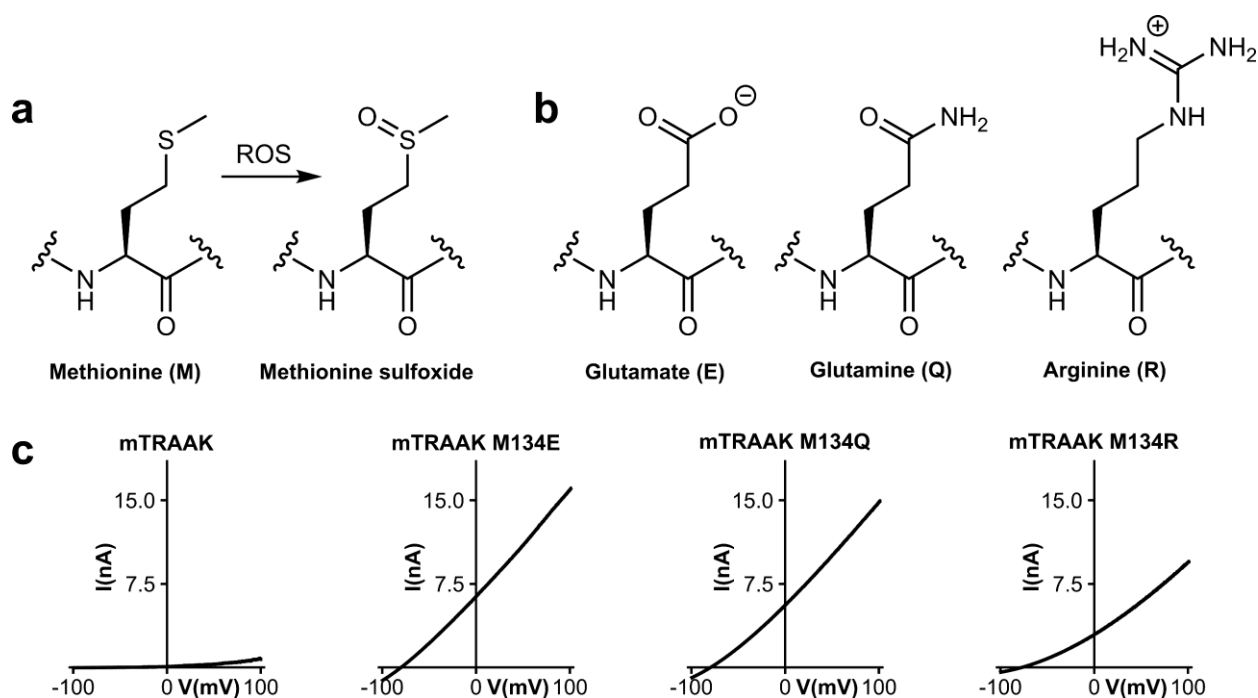 a
b
O
S
S
ROS
N
H
O
N
H
O
Methionine (M)
Methionine sulfoxide
O
O
⊖
N
H
O
Glutamate (E)
O
NH2
N
H
O
Glutamine (Q)
⊕
H2N
NH2
NH
N
H
O
Arginine (R)
c
mTRAAK
15.0
I(nA)
7.5
-100
0
V(mV)
100
mTRAAK M134E
15.0
I(nA)
7.5
-100
0
V(mV)
100
mTRAAK M134Q
15.0
I(nA)
7.5
-100
0
V(mV)
100
mTRAAK M134R
15.0
I(nA)
7.5
-100
0
V(mV)
100